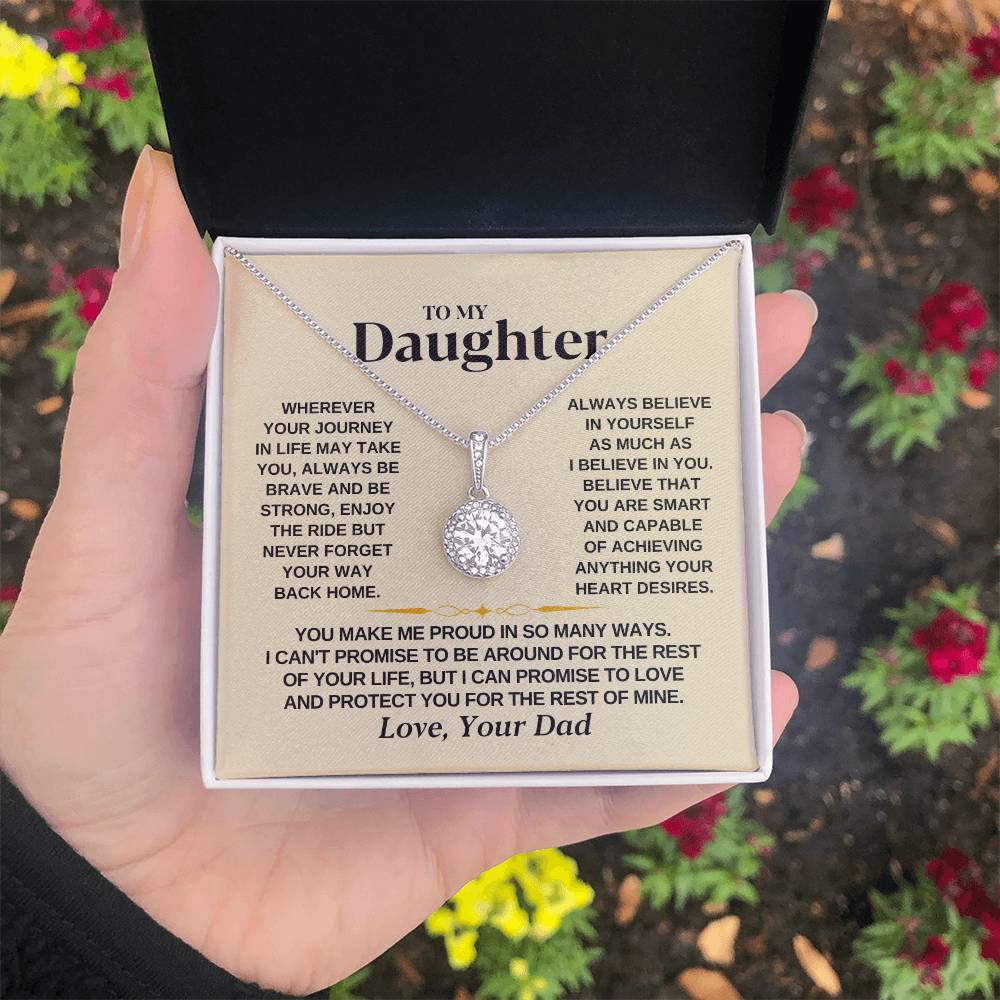 TO MY
Daughter
WHEREVER
YOUR JOURNEY
IN LIFE MAY TAKE
YOU, ALWAYS BE
BRAVE AND BE
STRONG, ENJOY
THE RIDE BUT
NEVER FORGET
YOUR WAY
BACK HOME.
ALWAYS BELIEVE
IN YOURSELF
AS MUCH AS
I BELIEVE IN YOU.
BELIEVE THAT
YOU ARE SMART
AND CAPABLE
OF ACHIEVING
ANYTHING YOUR
HEART DESIRES.
YOU MAKE ME PROUD IN SO MANY WAYS.
I CAN'T PROMISE TO BE AROUND FOR THE REST
OF YOUR LIFE, BUT I CAN PROMISE TO LOVE
AND PROTECT YOU FOR THE REST OF MINE.
Love, Your Dad